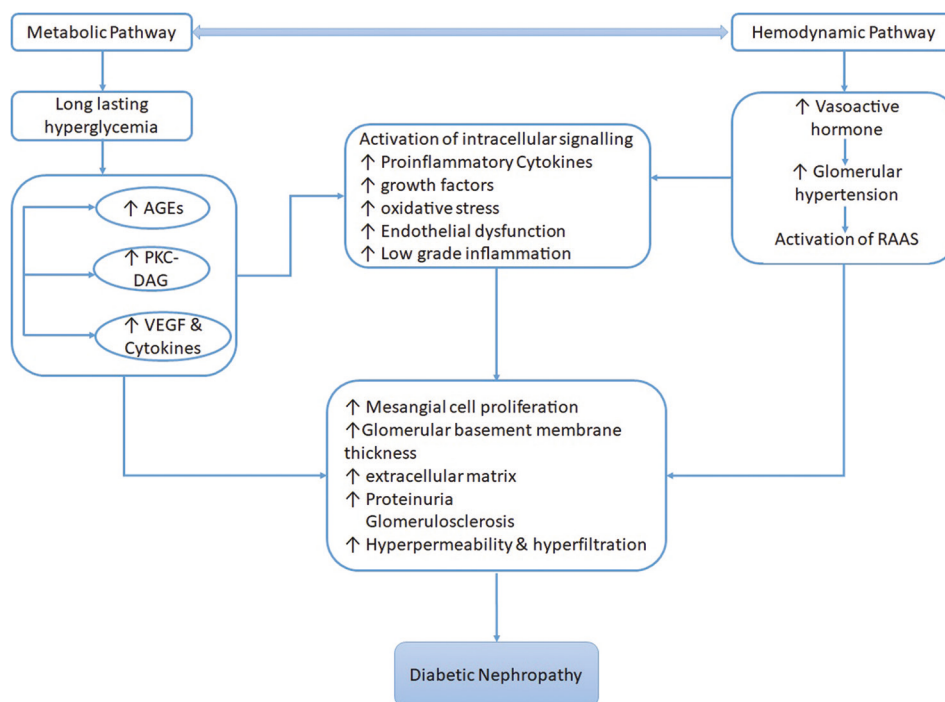 Metabolic Pathway
Hemodynamic Pathway
Long lasting
hyperglycemia
↑ AGEs
↑ PKC-
DAG
↑ VEGF &
Cytokines
Activation of intracellular signalling
↑ Proinflammatory Cytokines
↑ growth factors
↑ oxidative stress
↑ Endothelial dysfunction
↑ Low grade inflammation
↑ Vasoactive
hormone
↑ Glomerular
hypertension
Activation of RAAS
↑ Mesangial cell proliferation
↑Glomerular basement membrane
thickness
↑ extracellular matrix
↑ Proteinuria
Glomerulosclerosis
↑ Hyperpermeability & hyperfiltration
Diabetic Nephropathy